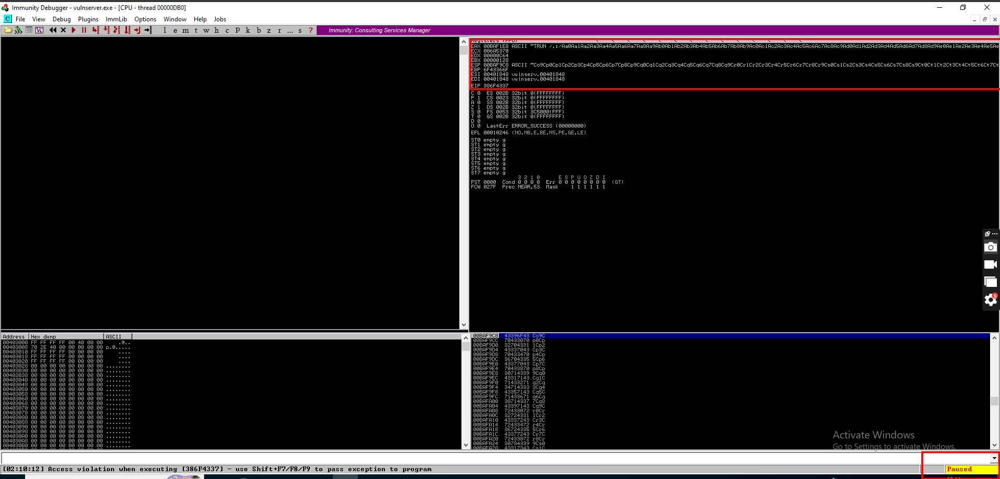 Immunity Debugger - vulnserver.exe - [CPU - thread 00000DB0]
C File View Debug Plugins ImmLib Options Window Help Jobs
l e m t w h c P k b z r ... s ? Immunity: Consulting Services Manager
Registers (FPU)
EAX 00BAF1E8 ASCII "TRUN /.:/Aa0Aa1Aa2Aa3Aa4Aa5Aa6Aa7Aa8Aa9Ab0Ab1Ab2Ab3Ab4Ab5Ab6Ab7Ab8Ab9Ac0Ac1Ac2Ac3Ac4Ac5Ac6Ac7Ac8Ac9Ad0Ad1Ad2Ad3Ad4Ad5Ad6Ad7Ad8Ad9Ae0Ae1Ae2Ae3Ae4Ae5Ae
ECX 006A5370
EDX 00000C64
EBX 00000128
ESP 00BAF9C8 ASCII "Co9Cp0Cp1Cp2Cp3Cp4Cp5Cp6Cp7Cp8Cp9Cq0Cq1Cq2Cq3Cq4Cq5Cq6Cq7Cq8Cq9Cr0Cr1Cr2Cr3Cr4Cr5Cr6Cr7Cr8Cr9Cs0Cs1Cs2Cs3Cs4Cs5Cs6Cs7Cs8Cs9Ct0Ct1Ct2Ct3Ct4Ct5Ct6Ct7Ct
EBP 6F43366F
ESI 00401848 vulnserv.00401848
EDI 00401848 vulnserv.00401848
EIP 386F4337
C 0 ES 002B 32bit 0(FFFFFFFF)
P 1 CS 0023 32bit 0(FFFFFFFF)
A 0 SS 002B 32bit 0(FFFFFFFF)
Z 1 DS 002B 32bit 0(FFFFFFFF)
S 0 FS 0053 32bit 3C5000(FFF)
T 0 GS 002B 32bit 0(FFFFFFFF)
D 0
O 0 LastErr ERROR_SUCCESS (00000000)
EFL 00010246 (NO,NB,E,BE,NS,PE,GE,LE)
ST0 empty g
ST1 empty g
ST2 empty g
ST3 empty g
ST4 empty g
ST5 empty g
ST6 empty g
ST7 empty g
3 2 1 0 E S P U O Z D I
FST 0000 Cond 0 0 0 0 Err 0 0 0 0 0 0 0 0 (GT)
FCW 027F Prec NEAR,53 Mask 1 1 1 1 1 1
5
Address Hex dump ASCII
00403000 FF FF FF FF 00 40 00 00 .@..
00403008 70 2E 40 00 00 00 00 00 p.@.....
00403010 FF FF FF FF 00 00 00 00 ....
00403018 FF FF FF FF 00 00 00 00 ....
00403020 FF FF FF FF 00 00 00 00 ....
00403028 00 00 00 00 00 00 00 00 ........
00403030 00 00 00 00 00 00 00 00 ........
00403038 00 00 00 00 00 00 00 00 ........
00403040 00 00 00 00 00 00 00 00 ........
00403048 00 00 00 00 00 00 00 00 ........
00403050 00 00 00 00 00 00 00 00 ........
00403058 00 00 00 00 00 00 00 00 ........
00403060 00 00 00 00 00 00 00 00 ........
00403068 00 00 00 00 00 00 00 00 ........
00403070 00 00 00 00 00 00 00 00 ........
00403078 00 00 00 00 00 00 00 00 ........
00403080 00 00 00 00 00 00 00 00 ........
00403088 00 00 00 00 00 00 00 00 ........
00403090 00 00 00 00 00 00 00 00 ........
00403098 00 00 00 00 00 00 00 00 ........
004030A0 00 00 00 00 00 00 00 00 ........
004030A8 00 00 00 00 00 00 00 00 ........
004030B0 00 00 00 00 00 00 00 00 ........
00BAF9C8 43396F43 Co9C
00BAF9CC 70433070 p0Cp
00BAF9D0 32704331 1Cp2
00BAF9D4 43337043 Cp3C
00BAF9D8 70433470 p4Cp
00BAF9DC 36704335 5Cp6
00BAF9E0 43377043 Cp7C
00BAF9E4 70433870 p8Cp
00BAF9E8 30714339 9Cq0
00BAF9EC 43317143 Cq1C
00BAF9F0 71433271 q2Cq
00BAF9F4 34714333 3Cq4
00BAF9F8 43357143 Cq5C
00BAF9FC 71433671 q6Cq
00BAFA00 38714337 7Cq8
00BAFA04 43397143 Cq9C
00BAFA08 72433072 r0Cr
00BAFA0C 32724331 1Cr2
00BAFA10 43337243 Cr3C
00BAFA14 72433472 r4Cr
00BAFA18 36724335 5Cr6
00BAFA1C 43377243 Cr7C
00BAFA20 72433872 r8Cr
00BAFA24 30734339 9Cs0
00BAFA28 43317343 Cs1C
Activate Windows
Go to Settings to activate Windows.
[02:10:12] Access violation when executing [386F4337] - use Shift+F7/F8/F9 to pass exception to program
Paused